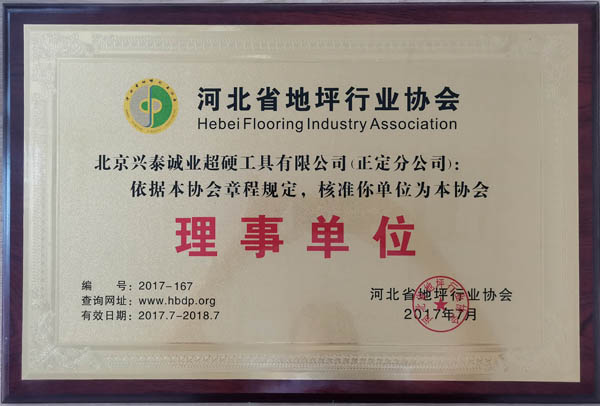 河北省地坪行业协会
Hebei Flooring Industry Association
北京兴泰诚业超硬工具有限公司(正定分公司):
依据本协会章程规定，核准你单位为本协会
理事单位
编　号:2017-167
查询网址:www.hbdp.org
有效日期:2017.7-2018.7
河北省地坪行业协会
2017年7月